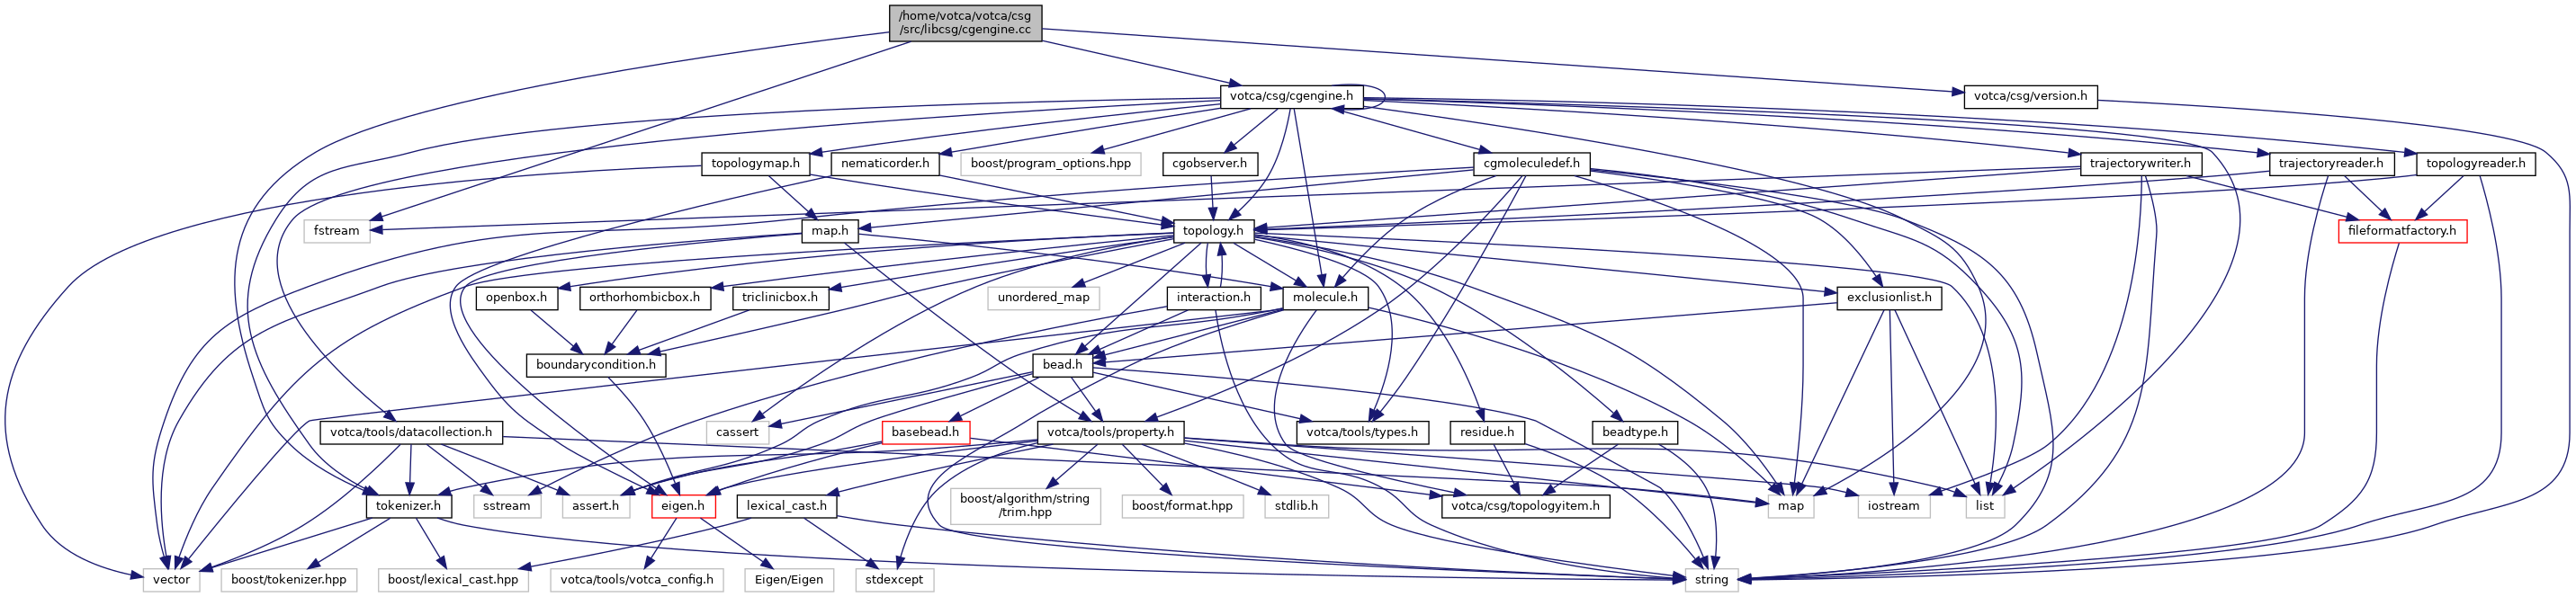 /home/votca/votca/csg
/src/libcsg/cgengine.cc
votca/csg/cgengine.h
votca/csg/version.h
topologymap.h
nematicorder.h
boost/program_options.hpp
cgobserver.h
cgmoleculedef.h
trajectorywriter.h
trajectoryreader.h
topologyreader.h
fstream
map.h
topology.h
fileformatfactory.h
openbox.h
orthorhombicbox.h
triclinicbox.h
unordered_map
interaction.h
molecule.h
exclusionlist.h
boundarycondition.h
bead.h
votca/tools/datacollection.h
cassert
basebead.h
votca/tools/property.h
votca/tools/types.h
residue.h
beadtype.h
tokenizer.h
sstream
assert.h
eigen.h
lexical_cast.h
boost/algorithm/string
/trim.hpp
boost/format.hpp
stdlib.h
votca/csg/topologyitem.h
map
iostream
list
vector
boost/tokenizer.hpp
boost/lexical_cast.hpp
votca/tools/votca_config.h
Eigen/Eigen
stdexcept
string